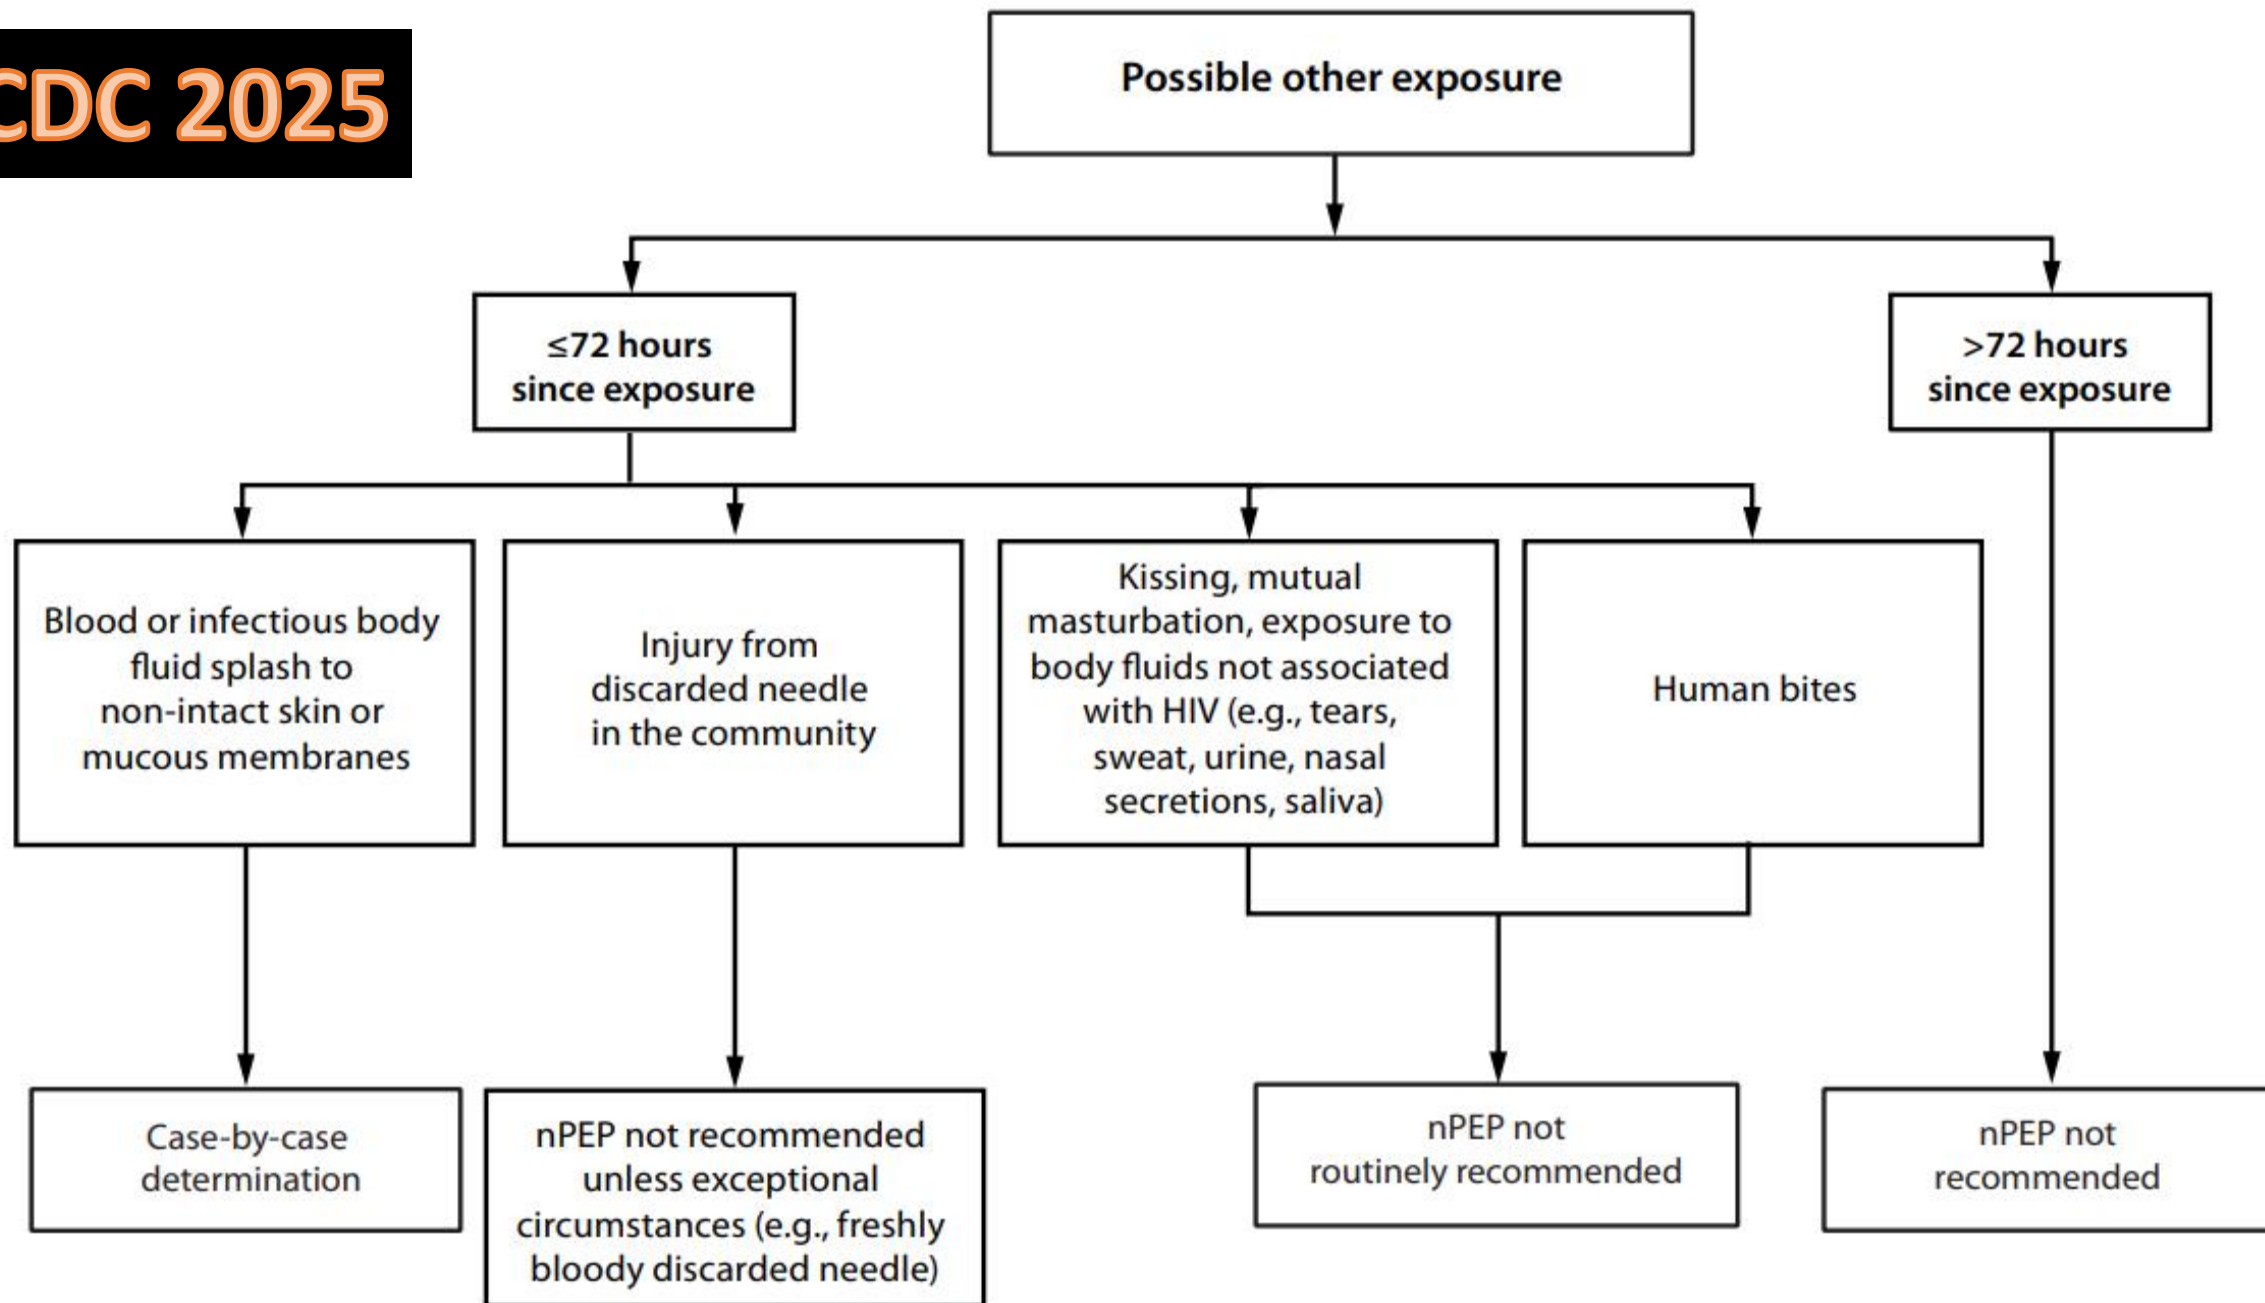 CDC 2025
Possible other exposure
≤72 hours
since exposure
>72 hours
since exposure
Blood or infectious body
fluid splash to
non-intact skin or
mucous membranes
Injury from
discarded needle
in the community
Kissing, mutual
masturbation, exposure to
body fluids not associated
with HIV (e.g., tears,
sweat, urine, nasal
secretions, saliva)
Human bites
Case-by-case
determination
nPEP not recommended
unless exceptional
circumstances (e.g., freshly
bloody discarded needle)
nPEP not
routinely recommended
nPEP not
recommended